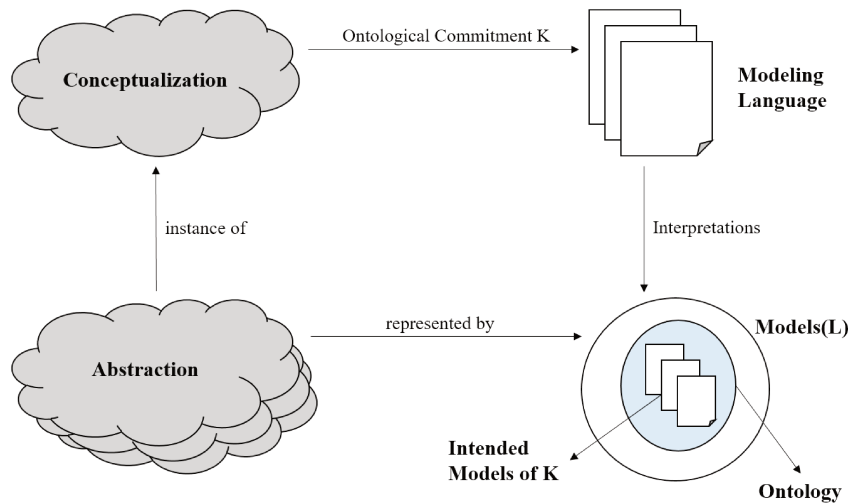 Ontological Commitment K
Conceptualization
Modeling
Language
instance of
Interpretations
represented by
Models(L)
Abstraction
Intended
Models of K
Ontology